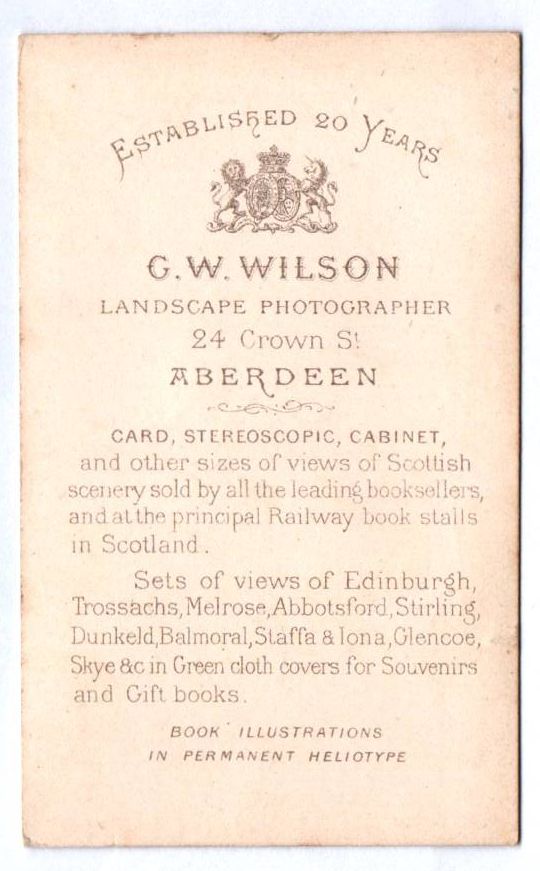 ESTABLISHED 20 YEARS
G. W. WILSON
LANDSCAPE PHOTOGRAPHER
24 Crown St
ABERDEEN
CARD, STEREOSCOPIC, CABINET,
and other sizes of views of Scottish
scenery sold by all the leading booksellers,
and at the principal Railway book stalls
in Scotland.
Sets of views of Edinburgh,
Trossachs, Melrose, Abbotsford, Stirling,
Dunkeld, Balmoral, Staffa & Iona, Glencoe,
Skye &c in Green cloth covers for Souvenirs
and Gift books.
BOOK ILLUSTRATIONS
IN PERMANENT HELIOTYPE